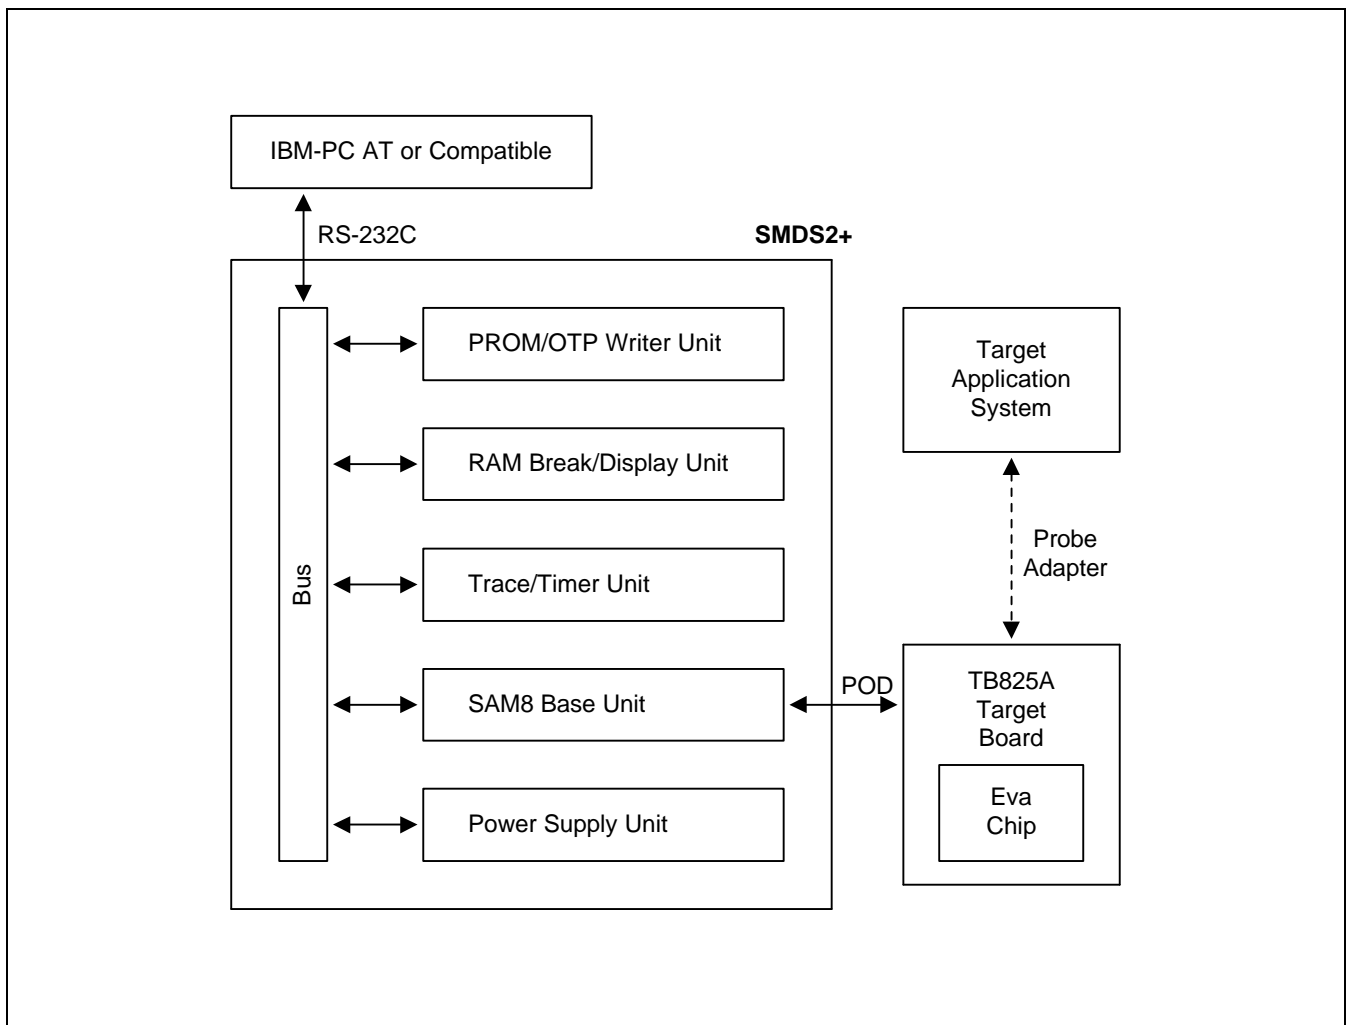 IBM-PC AT or Compatible
RS-232C
SMDS2+
PROM/OTP Writer Unit
RAM Break/Display Unit
Trace/Timer Unit
SAM8 Base Unit
Power Supply Unit
Bus
POD
Target
Application
System
Probe
Adapter
TB825A
Target
Board
Eva
Chip